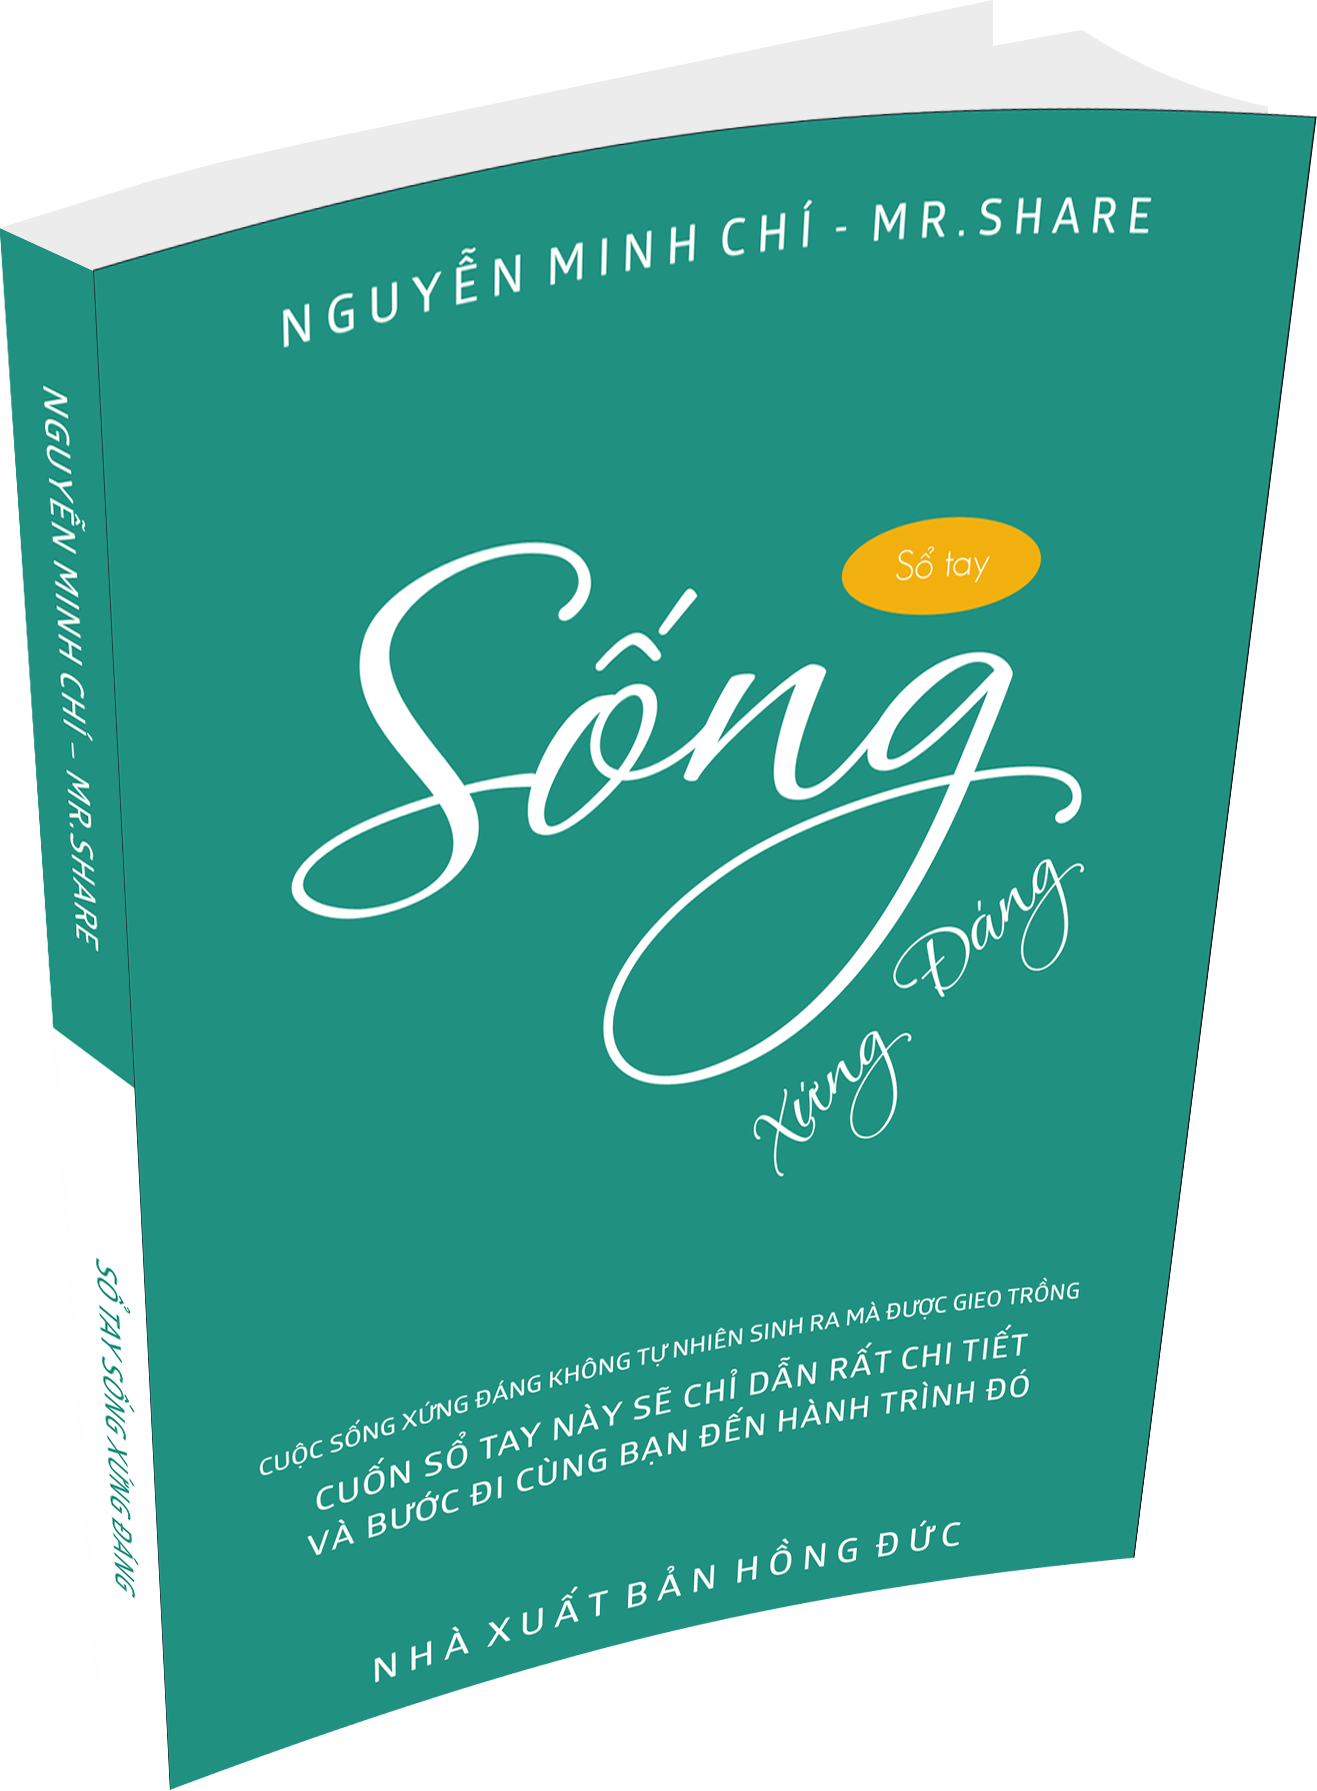 NGUYỄN MINH CHÍ - MR.SHARE
Sổ tay
Sống
Xứng Đáng
CUỘC SỐNG XỨNG ĐÁNG KHÔNG TỰ NHIÊN SINH RA MÀ ĐƯỢC GIEO TRỒNG
CUỐN SỔ TAY NÀY SẼ CHỈ DẪN RẤT CHI TIẾT
VÀ BƯỚC ĐI CÙNG BẠN ĐẾN HÀNH TRÌNH ĐÓ
NHÀ XUẤT BẢN HỒNG ĐỨC
NGUYỄN MINH CHÍ – MR.SHARE
SỔ TAY SỐNG XỨNG ĐÁNG